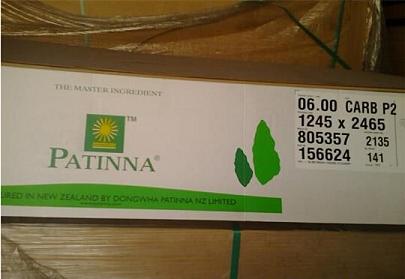 THE MASTER INGREDIENT
TM
PATINNA®
URED IN NEW ZEALAND BY DONGWHA PATINNA NZ LIMITED
06.00 CARB P2
1245 x 2465
805357 2135
156624 141